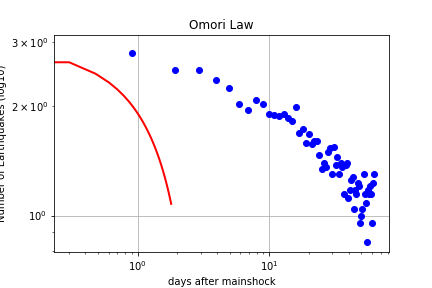 Omori Law
3 × 10⁰
2 × 10⁰
10⁰
Number of Earthquakes (log10)
10⁰ 10¹
days after mainshock